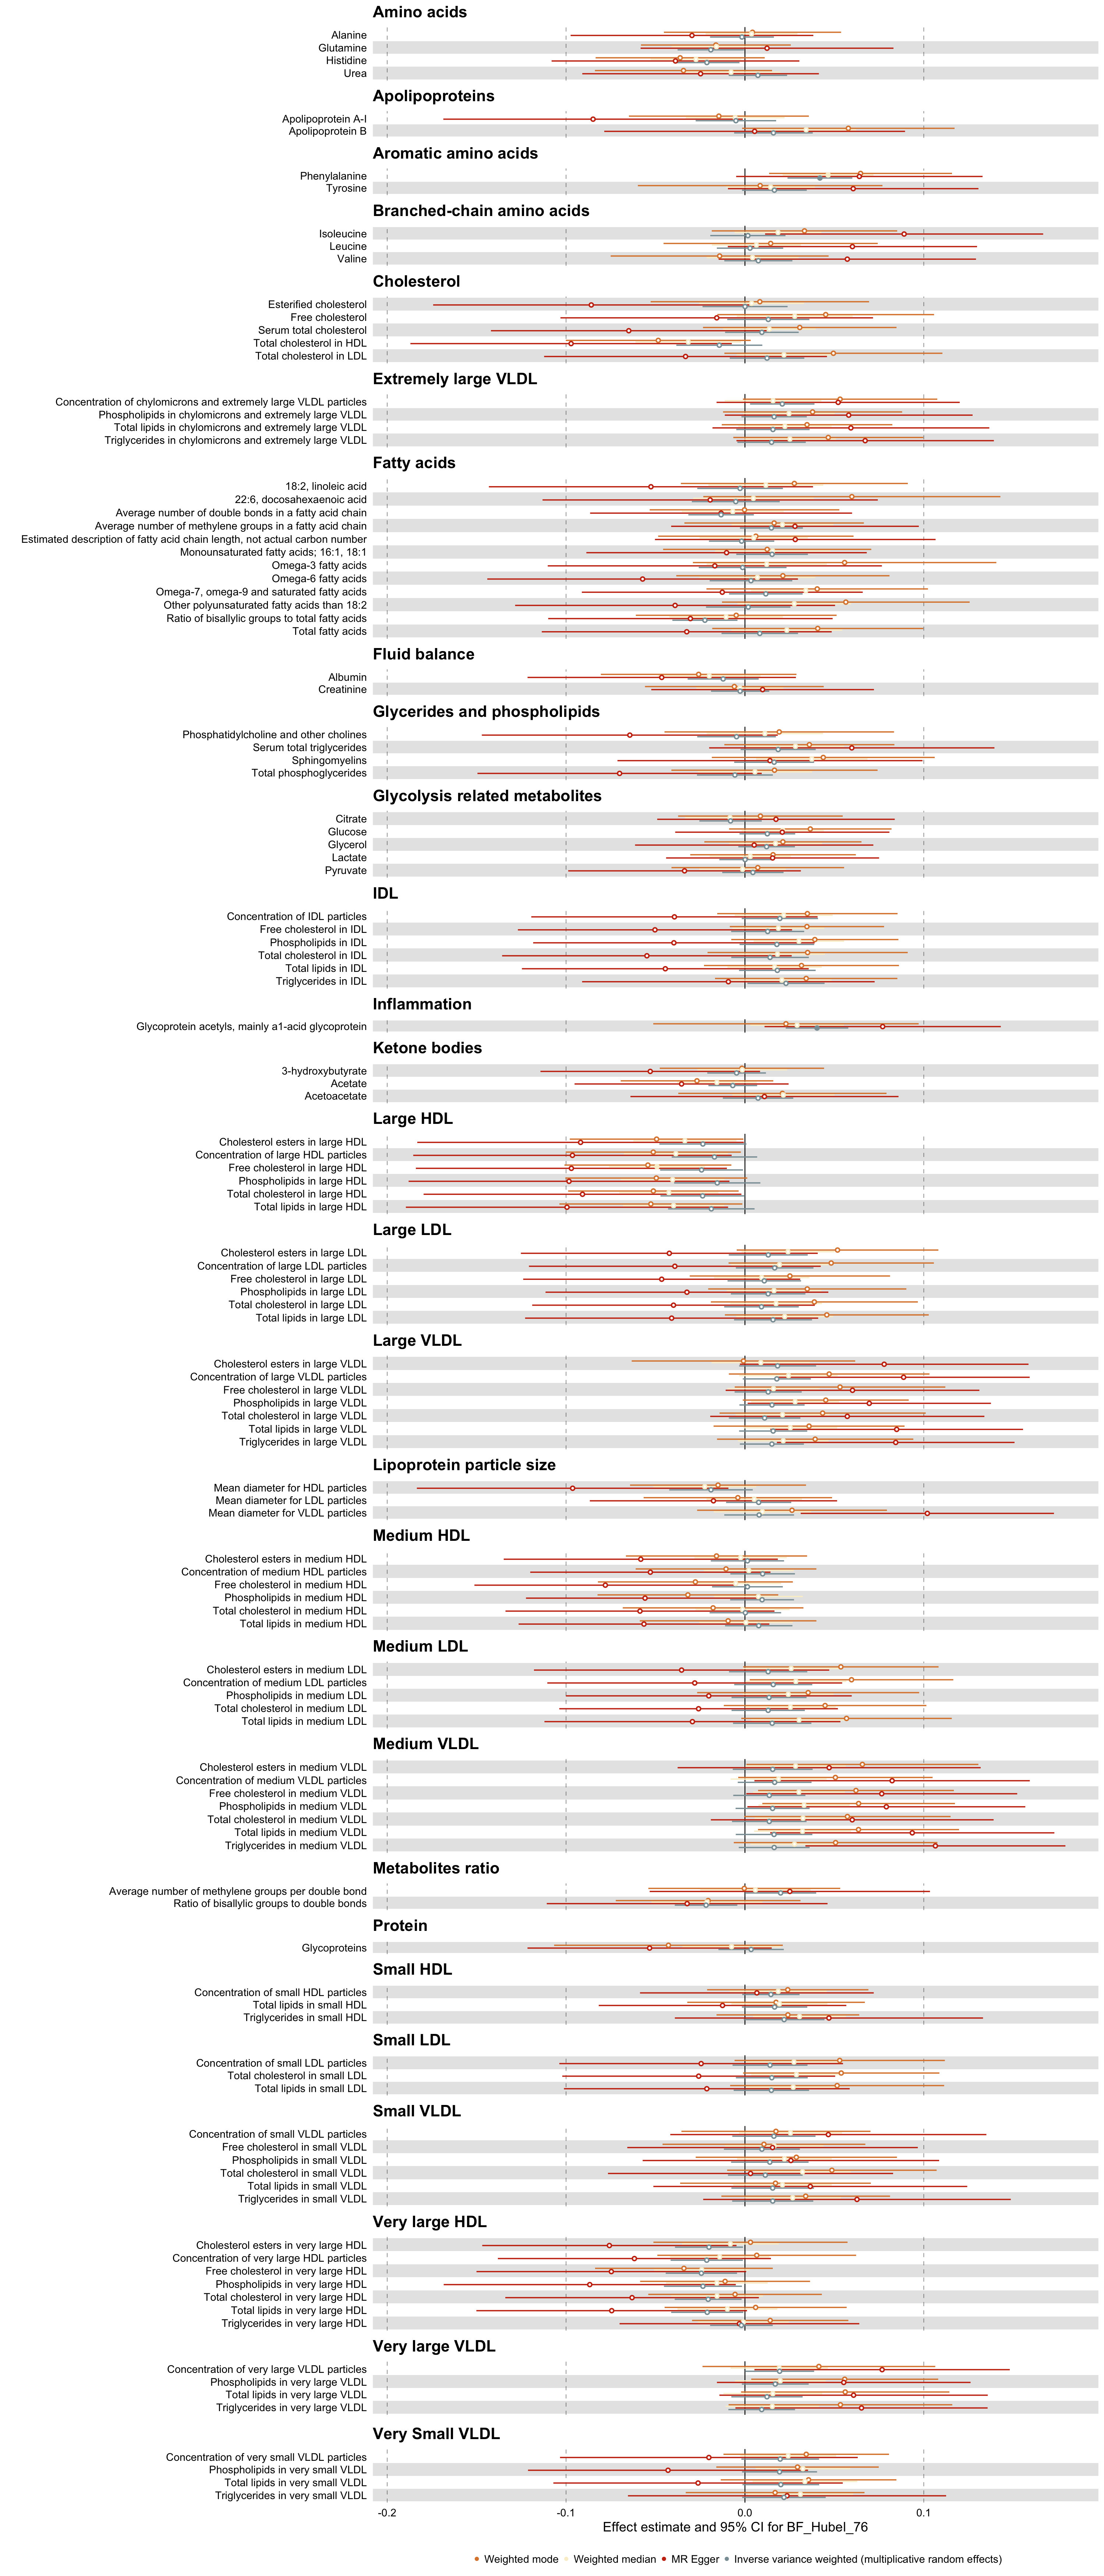 Amino acids
Alanine
Glutamine
Histidine
Urea
Apolipoproteins
Apolipoprotein A-I
Apolipoprotein B
Aromatic amino acids
Phenylalanine
Tyrosine
Branched-chain amino acids
Isoleucine
Leucine
Valine
Cholesterol
Esterified cholesterol
Free cholesterol
Serum total cholesterol
Total cholesterol in HDL
Total cholesterol in LDL
Extremely large VLDL
Concentration of chylomicrons and extremely large VLDL particles
Phospholipids in chylomicrons and extremely large VLDL
Total lipids in chylomicrons and extremely large VLDL
Triglycerides in chylomicrons and extremely large VLDL
Fatty acids
18:2, linoleic acid
22:6, docosahexaenoic acid
Average number of double bonds in a fatty acid chain
Average number of methylene groups in a fatty acid chain
Estimated description of fatty acid chain length, not actual carbon number
Monounsaturated fatty acids; 16:1, 18:1
Omega-3 fatty acids
Omega-6 fatty acids
Omega-7, omega-9 and saturated fatty acids
Other polyunsaturated fatty acids than 18:2
Ratio of bisallylic groups to total fatty acids
Total fatty acids
Fluid balance
Albumin
Creatinine
Glycerides and phospholipids
Phosphatidylcholine and other cholines
Serum total triglycerides
Sphingomyelins
Total phosphoglycerides
Glycolysis related metabolites
Citrate
Glucose
Glycerol
Lactate
Pyruvate
IDL
Concentration of IDL particles
Free cholesterol in IDL
Phospholipids in IDL
Total cholesterol in IDL
Total lipids in IDL
Triglycerides in IDL
Inflammation
Glycoprotein acetyls, mainly a1-acid glycoprotein
Ketone bodies
3-hydroxybutyrate
Acetate
Acetoacetate
Large HDL
Cholesterol esters in large HDL
Concentration of large HDL particles
Free cholesterol in large HDL
Phospholipids in large HDL
Total cholesterol in large HDL
Total lipids in large HDL
Large LDL
Cholesterol esters in large LDL
Concentration of large LDL particles
Free cholesterol in large LDL
Phospholipids in large LDL
Total cholesterol in large LDL
Total lipids in large LDL
Large VLDL
Cholesterol esters in large VLDL
Concentration of large VLDL particles
Free cholesterol in large VLDL
Phospholipids in large VLDL
Total cholesterol in large VLDL
Total lipids in large VLDL
Triglycerides in large VLDL
Lipoprotein particle size
Mean diameter for HDL particles
Mean diameter for LDL particles
Mean diameter for VLDL particles
Medium HDL
Cholesterol esters in medium HDL
Concentration of medium HDL particles
Free cholesterol in medium HDL
Phospholipids in medium HDL
Total cholesterol in medium HDL
Total lipids in medium HDL
Medium LDL
Cholesterol esters in medium LDL
Concentration of medium LDL particles
Phospholipids in medium LDL
Total cholesterol in medium LDL
Total lipids in medium LDL
Medium VLDL
Cholesterol esters in medium VLDL
Concentration of medium VLDL particles
Free cholesterol in medium VLDL
Phospholipids in medium VLDL
Total cholesterol in medium VLDL
Total lipids in medium VLDL
Triglycerides in medium VLDL
Metabolites ratio
Average number of methylene groups per double bond
Ratio of bisallylic groups to double bonds
Protein
Glycoproteins
Small HDL
Concentration of small HDL particles
Total lipids in small HDL
Triglycerides in small HDL
Small LDL
Concentration of small LDL particles
Total cholesterol in small LDL
Total lipids in small LDL
Small VLDL
Concentration of small VLDL particles
Free cholesterol in small VLDL
Phospholipids in small VLDL
Total cholesterol in small VLDL
Total lipids in small VLDL
Triglycerides in small VLDL
Very large HDL
Cholesterol esters in very large HDL
Concentration of very large HDL particles
Free cholesterol in very large HDL
Phospholipids in very large HDL
Total cholesterol in very large HDL
Total lipids in very large HDL
Triglycerides in very large HDL
Very large VLDL
Concentration of very large VLDL particles
Phospholipids in very large VLDL
Total lipids in very large VLDL
Triglycerides in very large VLDL
Very Small VLDL
Concentration of very small VLDL particles
Phospholipids in very small VLDL
Total lipids in very small VLDL
Triglycerides in very small VLDL
-0.2 -0.1 0.0 0.1
Effect estimate and 95% CI for BF_Hubel_76
Weighted mode Weighted median MR Egger Inverse variance weighted (multiplicative random effects)